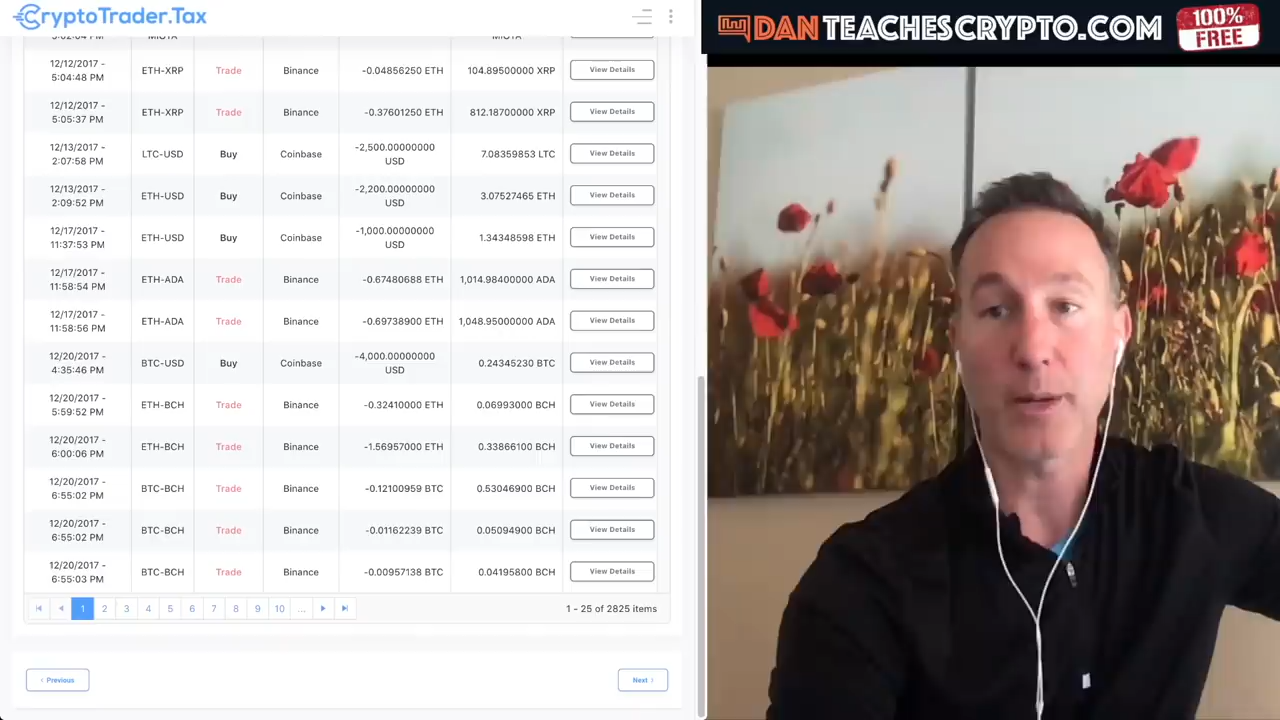 CryptoTrader.Tax
DAN TEACHESCRYPTO.COM
100%
FREE
12/12/2017 -
5:04:48 PM
ETH-XRP
Trade
Binance
-0.04856250 ETH
104.89500000 XRP
View Details
12/12/2017 -
5:05:37 PM
ETH-XRP
Trade
Binance
-0.37601250 ETH
812.18700000 XRP
View Details
12/13/2017 -
2:07:58 PM
LTC-USD
Buy
Coinbase
-2,500.00000000
USD
7.08359853 LTC
View Details
12/13/2017 -
2:09:52 PM
ETH-USD
Buy
Coinbase
-2,200.00000000
USD
3.07527465 ETH
View Details
12/17/2017 -
11:37:53 PM
ETH-USD
Buy
Coinbase
-1,000.00000000
USD
1.34348598 ETH
View Details
12/17/2017 -
11:58:54 PM
ETH-ADA
Trade
Binance
-0.67480688 ETH
1,014.98400000 ADA
View Details
12/17/2017 -
11:58:56 PM
ETH-ADA
Trade
Binance
-0.69738900 ETH
1,048.95000000 ADA
View Details
12/20/2017 -
4:35:46 PM
BTC-USD
Buy
Coinbase
-4,000.00000000
USD
0.24345230 BTC
View Details
12/20/2017 -
5:59:52 PM
ETH-BCH
Trade
Binance
-0.32410000 ETH
0.06993000 BCH
View Details
12/20/2017 -
6:00:06 PM
ETH-BCH
Trade
Binance
-1.56957000 ETH
0.33866100 BCH
View Details
12/20/2017 -
6:55:02 PM
BTC-BCH
Trade
Binance
-0.12100959 BTC
0.53046900 BCH
View Details
12/20/2017 -
6:55:02 PM
BTC-BCH
Trade
Binance
-0.01162239 BTC
0.05094900 BCH
View Details
12/20/2017 -
6:55:03 PM
BTC-BCH
Trade
Binance
-0.00957138 BTC
0.04195800 BCH
View Details
1 2 3 4 5 6 7 8 9 10 ...
1 - 25 of 2825 items
Previous
Next